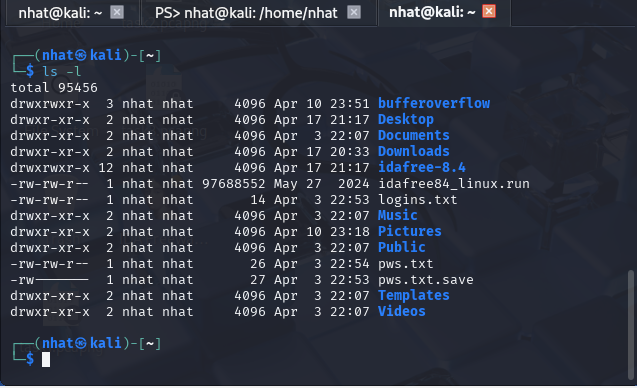 nhat@kali: ~ PS> nhat@kali: /home/nhat nhat@kali: ~
┌──(nhat㉿kali)-[~]
└─$ ls -l
total 95456
drwxrwxr-x  3 nhat nhat     4096 Apr 10 23:51 bufferoverflow
drwxr-xr-x  2 nhat nhat     4096 Apr 17 21:17 Desktop
drwxr-xr-x  2 nhat nhat     4096 Apr  3 22:07 Documents
drwxr-xr-x  2 nhat nhat     4096 Apr 17 20:33 Downloads
drwxrwxr-x 12 nhat nhat     4096 Apr 17 21:17 idafree-8.4
-rw-rw-r--  1 nhat nhat 97688552 May 27  2024 idafree84_linux.run
-rw-rw-r--  1 nhat nhat       14 Apr  3 22:53 logins.txt
drwxr-xr-x  2 nhat nhat     4096 Apr  3 22:07 Music
drwxr-xr-x  2 nhat nhat     4096 Apr 10 23:18 Pictures
drwxr-xr-x  2 nhat nhat     4096 Apr  3 22:07 Public
-rw-rw-r--  1 nhat nhat       26 Apr  3 22:54 pws.txt
-rw-------  1 nhat nhat       27 Apr  3 22:53 pws.txt.save
drwxr-xr-x  2 nhat nhat     4096 Apr  3 22:07 Templates
drwxr-xr-x  2 nhat nhat     4096 Apr  3 22:07 Videos
┌──(nhat㉿kali)-[~]
└─$